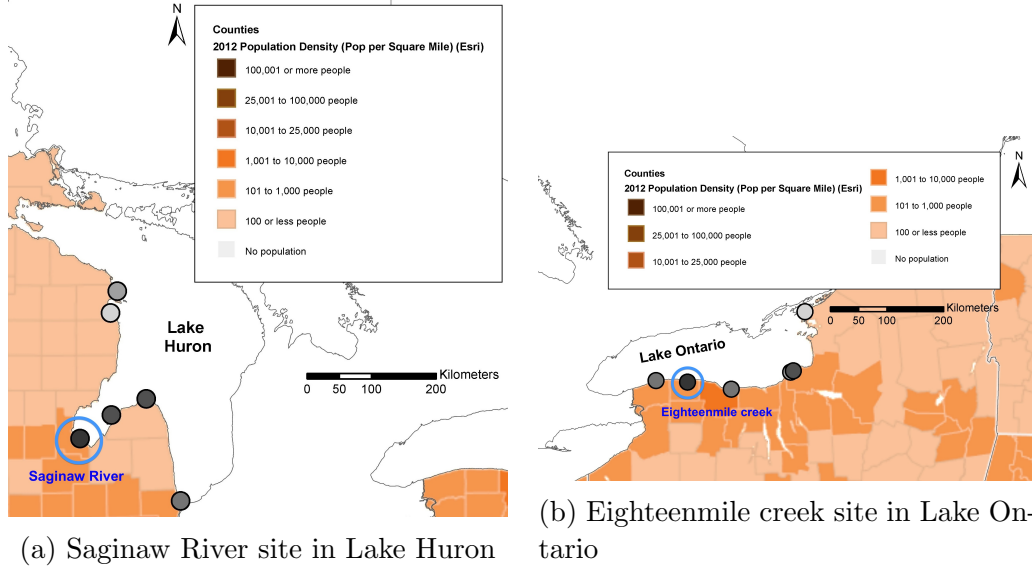 N
Counties
2012 Population Density (Pop per Square Mile) (Esri)
100,001 or more people
25,001 to 100,000 people
10,001 to 25,000 people
1,001 to 10,000 people
101 to 1,000 people
100 or less people
No population
Lake
Huron
Kilometers
0 50 100 200
Saginaw River
(a) Saginaw River site in Lake Huron
N
Counties
2012 Population Density (Pop per Square Mile) (Esri)
100,001 or more people
25,001 to 100,000 people
10,001 to 25,000 people
1,001 to 10,000 people
101 to 1,000 people
100 or less people
No population
Kilometers
0 50 100 200
Lake Ontario
Eighteenmile creek
(b) Eighteenmile creek site in Lake On-
tario